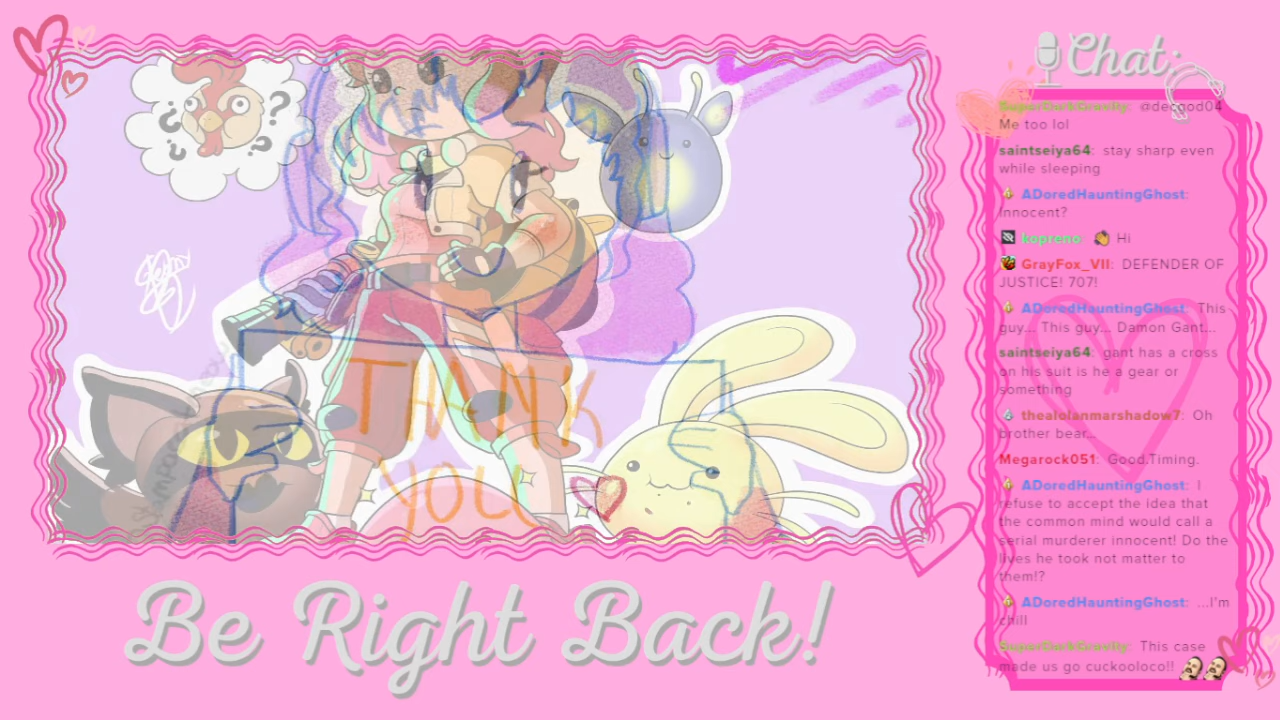 Chat
SuperDarkGravity: @decgod04
Me too lol
saintseiya64: stay sharp even
while sleeping
ADoredHauntingGhost:
Innocent?
kopreno Hi
GrayFox_VII: DEFENDER OF
JUSTICE! 707!
ADoredHauntingGhost: This
guy... This guy... Damon Gant...
saintseiya64: gant has a cross
on his suit is he a gear or
something
thealolanmarshadow7: Oh
brother bear...
Megarock051: Good.Timing.
ADoredHauntingGhost: I
refuse to accept the idea that
the common mind would call a
serial murderer innocent! Do the
lives he took not matter to
them!?
ADoredHauntingGhost: ...I'm
chill
SuperDarkGravity: This case
made us go cuckooloco!!
? ? ? ?
THANK
YOU
Be Right Back!